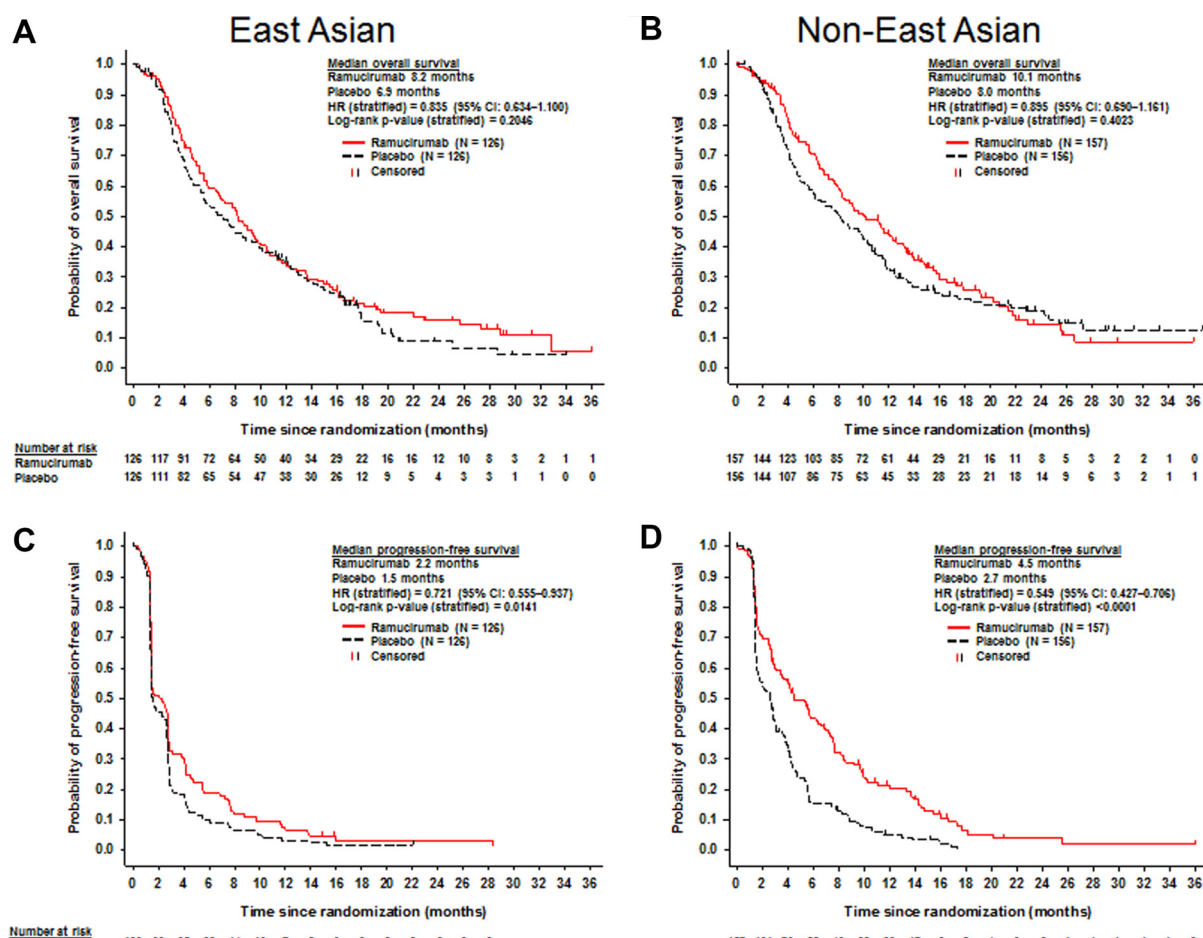 A East Asian
Probability of overall survival
1.0
0.9
0.8
0.7
0.6
0.5
0.4
0.3
0.2
0.1
0.0
Median overall survival
Ramucirumab 8.2 months
Placebo 6.9 months
HR (stratified) = 0.835 (95% CI: 0.634–1.100)
Log-rank p-value (stratified) = 0.2046
Ramucirumab (N = 126)
Placebo (N = 126)
Censored
0 2 4 6 8 10 12 14 16 18 20 22 24 26 28 30 32 34 36
Time since randomization (months)
Number at risk
Ramucirumab 126 117 91 72 64 50 40 34 29 22 16 16 12 10 8 3 2 1 1
Placebo 126 111 82 65 54 47 38 30 26 12 9 5 4 3 3 1 1 0 0
B Non-East Asian
Probability of overall survival
1.0
0.9
0.8
0.7
0.6
0.5
0.4
0.3
0.2
0.1
0.0
Median overall survival
Ramucirumab 10.1 months
Placebo 8.0 months
HR (stratified) = 0.895 (95% CI: 0.690–1.161)
Log-rank p-value (stratified) = 0.4023
Ramucirumab (N = 157)
Placebo (N = 156)
Censored
0 2 4 6 8 10 12 14 16 18 20 22 24 26 28 30 32 34 36
Time since randomization (months)
157 144 123 103 85 72 61 44 29 21 16 11 8 5 3 2 2 1 0
156 144 107 86 75 63 45 33 28 23 21 18 14 9 6 3 2 1 1
C
Probability of progression-free survival
1.0
0.9
0.8
0.7
0.6
0.5
0.4
0.3
0.2
0.1
0.0
Median progression-free survival
Ramucirumab 2.2 months
Placebo 1.5 months
HR (stratified) = 0.721 (95% CI: 0.555–0.937)
Log-rank p-value (stratified) = 0.0141
Ramucirumab (N = 126)
Placebo (N = 126)
Censored
0 2 4 6 8 10 12 14 16 18 20 22 24 26 28 30 32 34 36
Time since randomization (months)
Number at risk
D
Probability of progression-free survival
1.0
0.9
0.8
0.7
0.6
0.5
0.4
0.3
0.2
0.1
0.0
Median progression-free survival
Ramucirumab 4.5 months
Placebo 2.7 months
HR (stratified) = 0.549 (95% CI: 0.427–0.706)
Log-rank p-value (stratified) <0.0001
Ramucirumab (N = 157)
Placebo (N = 156)
Censored
0 2 4 6 8 10 12 14 16 18 20 22 24 26 28 30 32 34 36
Time since randomization (months)